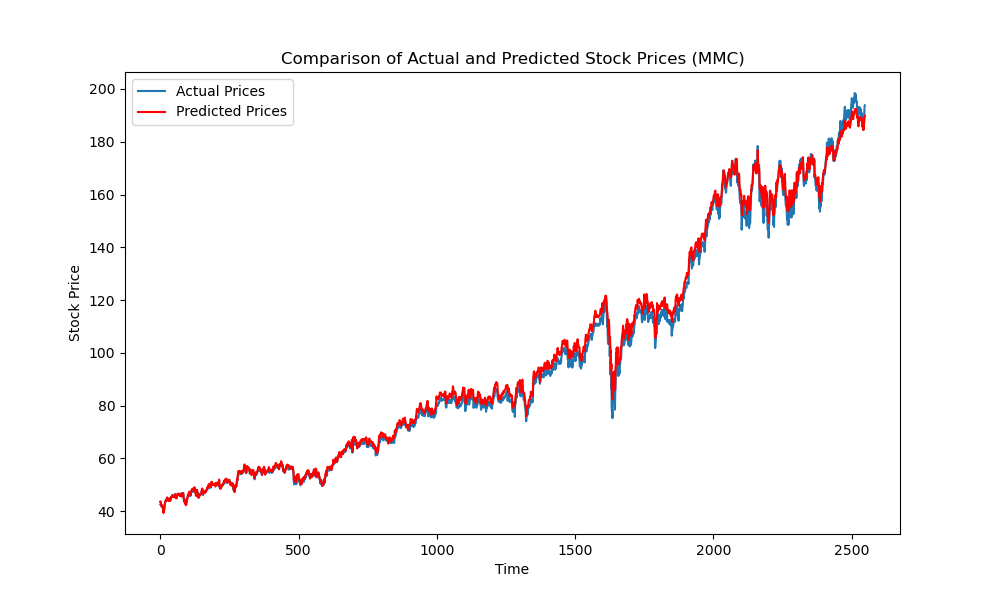 Comparison of Actual and Predicted Stock Prices (MMC)
Actual Prices
Predicted Prices
200
180
160
140
120
100
80
60
40
Stock Price
0 500 1000 1500 2000 2500
Time